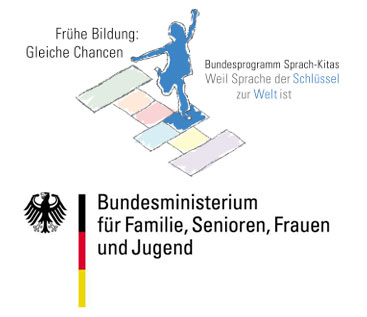 Frühe Bildung:
Gleiche Chancen
Bundesprogramm Sprach-Kitas
Weil Sprache der Schlüssel
zur Welt ist
Bundesministerium
für Familie, Senioren, Frauen
und Jugend